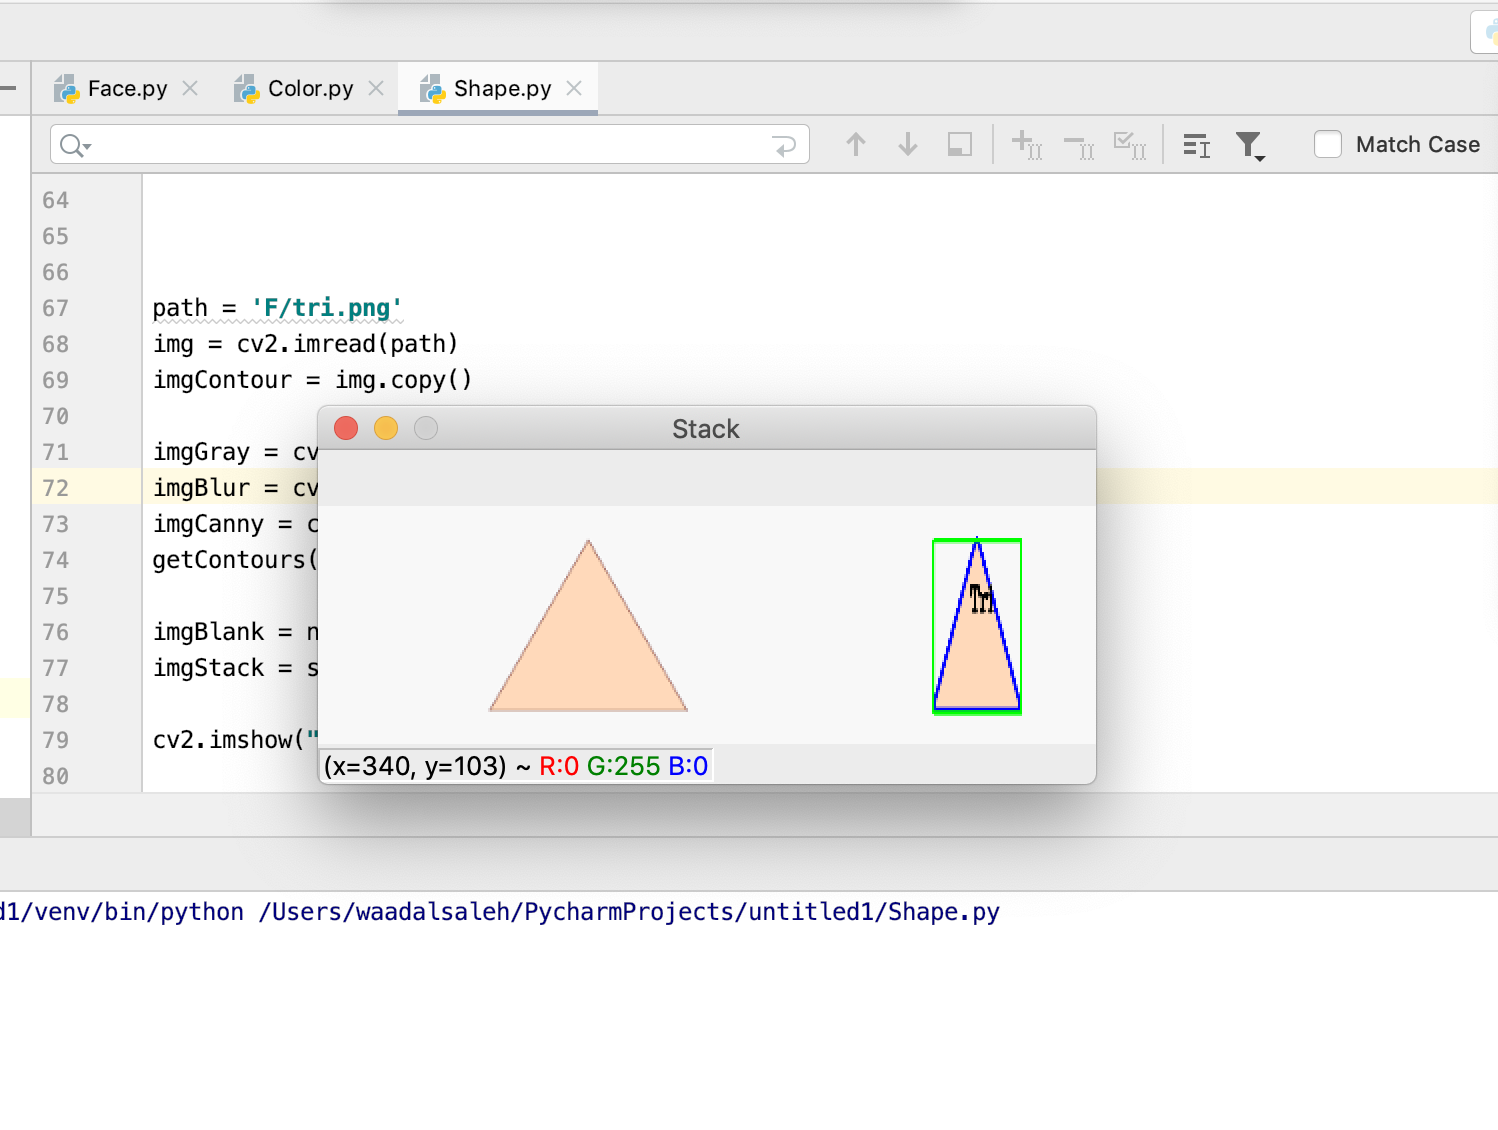 Face.py Color.py Shape.py
Match Case
64
65
66
67 path = 'F/tri.png'
68 img = cv2.imread(path)
69 imgContour = img.copy()
70
71 imgGray = cv
72 imgBlur = cv
73 imgCanny = c
74 getContours(
75
76 imgBlank = n
77 imgStack = s
78
79 cv2.imshow("
80
Stack
Tri
(x=340, y=103) ~ R:0 G:255 B:0
d1/venv/bin/python /Users/waadalsaleh/PycharmProjects/untitled1/Shape.py